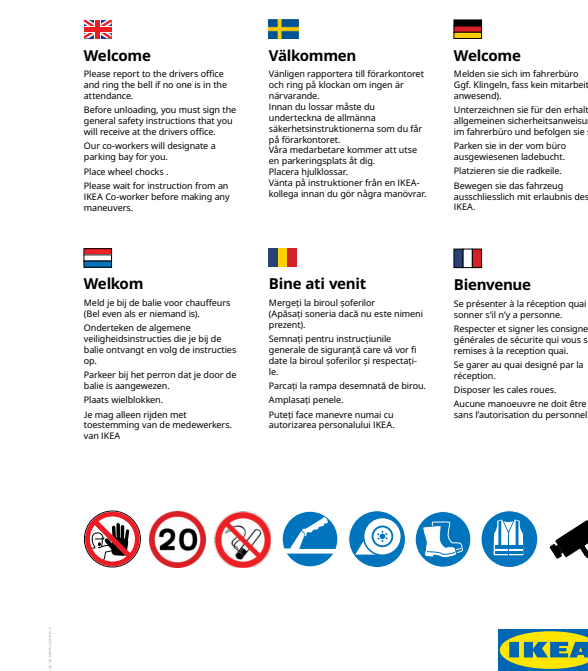 Welcome
Please report to the drivers office
and ring the bell if no one is in the
attendance.
Before unloading, you must sign the
general safety instructions that you
will receive at the drivers office.
Our co-workers will designate a
parking bay for you.
Place wheel chocks .
Please wait for instruction from an
IKEA Co-worker before making any
maneuvers.
Välkommen
Vänligen rapportera till förarkontoret
och ring på klockan om ingen är
närvarande.
Innan du lossar måste du
underteckna de allmänna
säkerhetsinstruktionerna som du får
på förarkontoret.
Våra medarbetare kommer att utse
en parkeringsplats åt dig.
Placera hjulklossar.
Vänta på instruktioner från en IKEA-
kollega innan du gör några manövrar.
Welcome
Melden sie sich im fahrerbüro
Ggf. Klingeln, fass kein mitarbeit
anwesend).
Unterzeichnen sie für den erhalt
allgemeinen sicherheitsanweisu
im fahrerbüro und befolgen sie
Parken sie in der vom büro
ausgewiesenen ladebucht.
Platzieren sie die radkeile.
Bewegen sie das fahrzeug
ausschliesslich mit erlaubnis des
IKEA.
Welkom
Meld je bij de balie voor chauffeurs
(Bel even als er niemand is).
Onderteken de algemene
veiligheidsinstructies die je bij de
balie ontvangt en volg de instructies
op.
Parkeer bij het perron dat je door de
balie is aangewezen.
Plaats wielblokken.
Je mag alleen rijden met
toestemming van de medewerkers.
van IKEA
Bine ati venit
Mergeți la biroul șoferilor
(Apăsați soneria dacă nu este nimeni
prezent).
Semnați pentru instrucțiunile
generale de siguranță care vă vor fi
date la biroul șoferilor și respectați-
le.
Parcați la rampa desemnată de birou.
Amplasați penele.
Puteți face manevre numai cu
autorizarea personalului IKEA.
Bienvenue
Se présenter à la réception quai
sonner s'il n'y a personne.
Respecter et signer les consigne
générales de sécurite qui vous s
remises à la reception quai.
Se garer au quai designé par la
réception.
Disposer les cales roues.
Aucune manoeuvre ne doit être
sans l'autorisation du personnel
20
IKEA